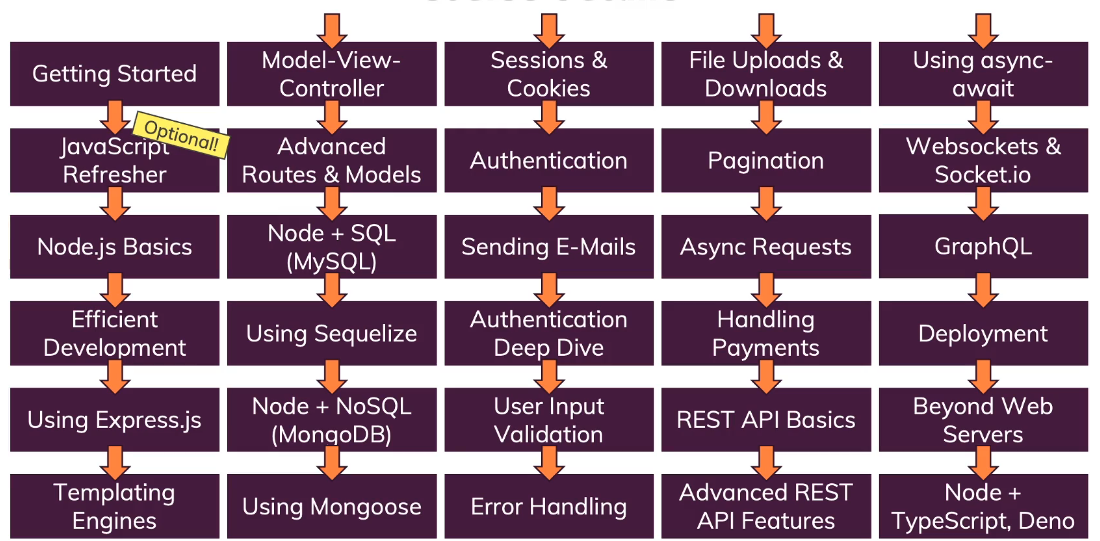 Getting Started
Optional!
JavaScript
Refresher
Node.js Basics
Efficient
Development
Using Express.js
Templating
Engines
Model-View-
Controller
Advanced
Routes & Models
Node + SQL
(MySQL)
Using Sequelize
Node + NoSQL
(MongoDB)
Using Mongoose
Sessions &
Cookies
Authentication
Sending E-Mails
Authentication
Deep Dive
User Input
Validation
Error Handling
File Uploads &
Downloads
Pagination
Async Requests
Handling
Payments
REST API Basics
Advanced REST
API Features
Using async-
await
Websockets &
Socket.io
GraphQL
Deployment
Beyond Web
Servers
Node +
TypeScript, Deno